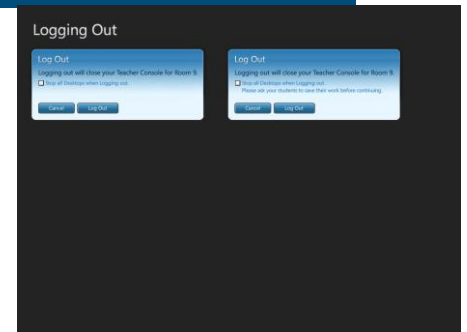 Logging Out
Log Out
Logging out will close your Teacher Console for Room 9.
Stop all Desktops when Logging out.
Cancel
Log Out
Log Out
Logging out will close your Teacher Console for Room 9.
Stop all Desktops when Logging out.
Please ask your students to save their work before continuing.
Cancel
Log Out